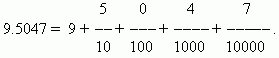 9.5047 = 9 + 5/10 + 0/100 + 4/1000 + 7/10000 .